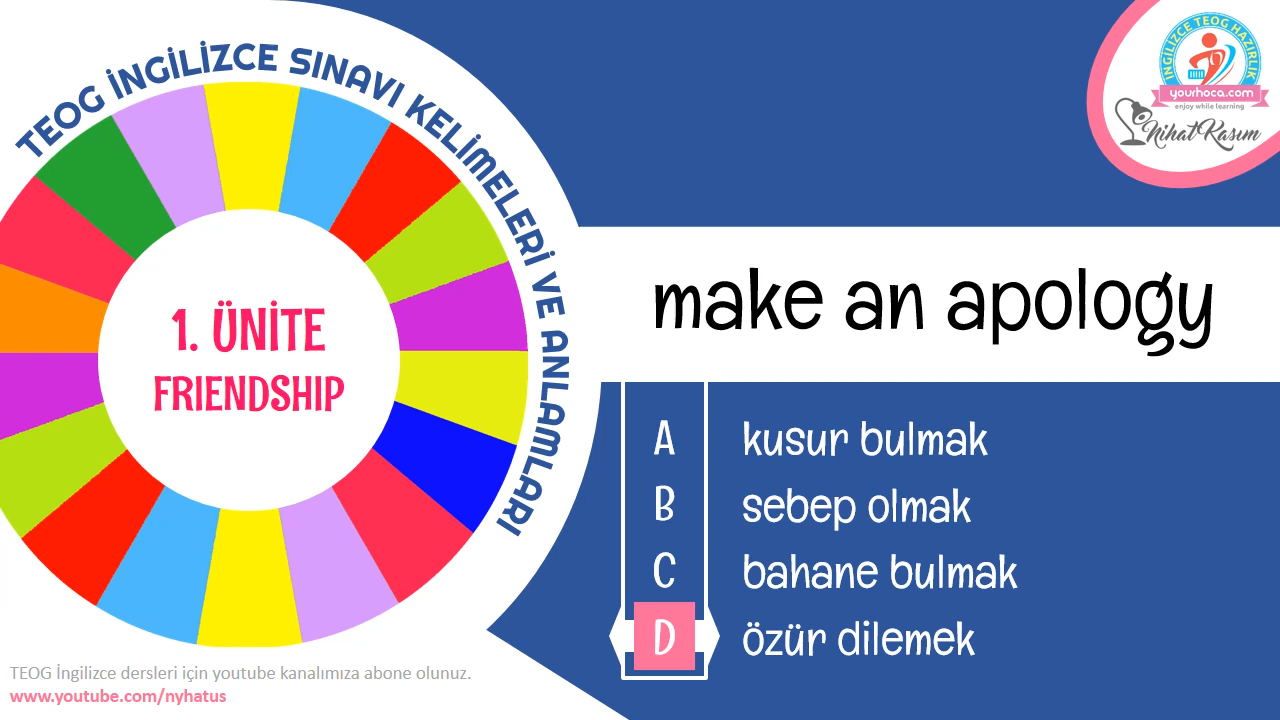 TEOG İNGİLİZCE SINAVI KELİMELERİ VE ANLAMLARI
İNGİLİZCE TEOG HAZIRLIK
yourhoca.com
enjoy while learning
Nihat Kasım
1. ÜNİTE
FRIENDSHIP
make an apology
A kusur bulmak
B sebep olmak
C bahane bulmak
D özür dilemek
TEOG İngilizce dersleri için youtube kanalımıza abone olunuz.
www.youtube.com/nyhatus